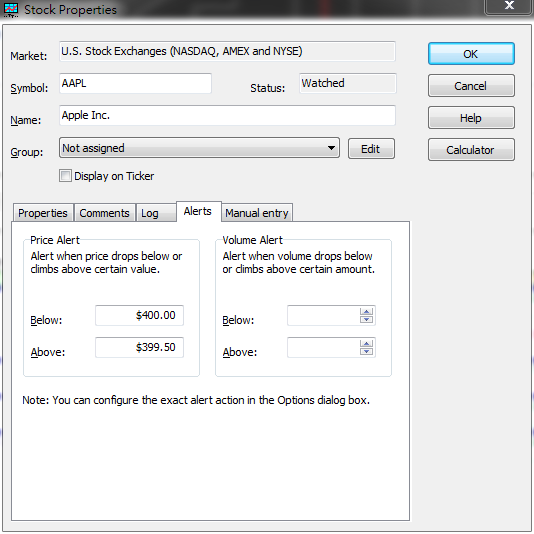 Stock Properties
X
Market: U.S. Stock Exchanges (NASDAQ, AMEX and NYSE)
OK
Symbol: AAPL Status: Watched
Cancel
Name: Apple Inc.
Help
Group: Not assigned Edit
Calculator
Display on Ticker
Properties Comments Log Alerts Manual entry
Price Alert
Alert when price drops below or
climbs above certain value.
Below: $400.00
Above: $399.50
Volume Alert
Alert when volume drops below
or climbs above certain amount.
Below:
Above:
Note: You can configure the exact alert action in the Options dialog box.